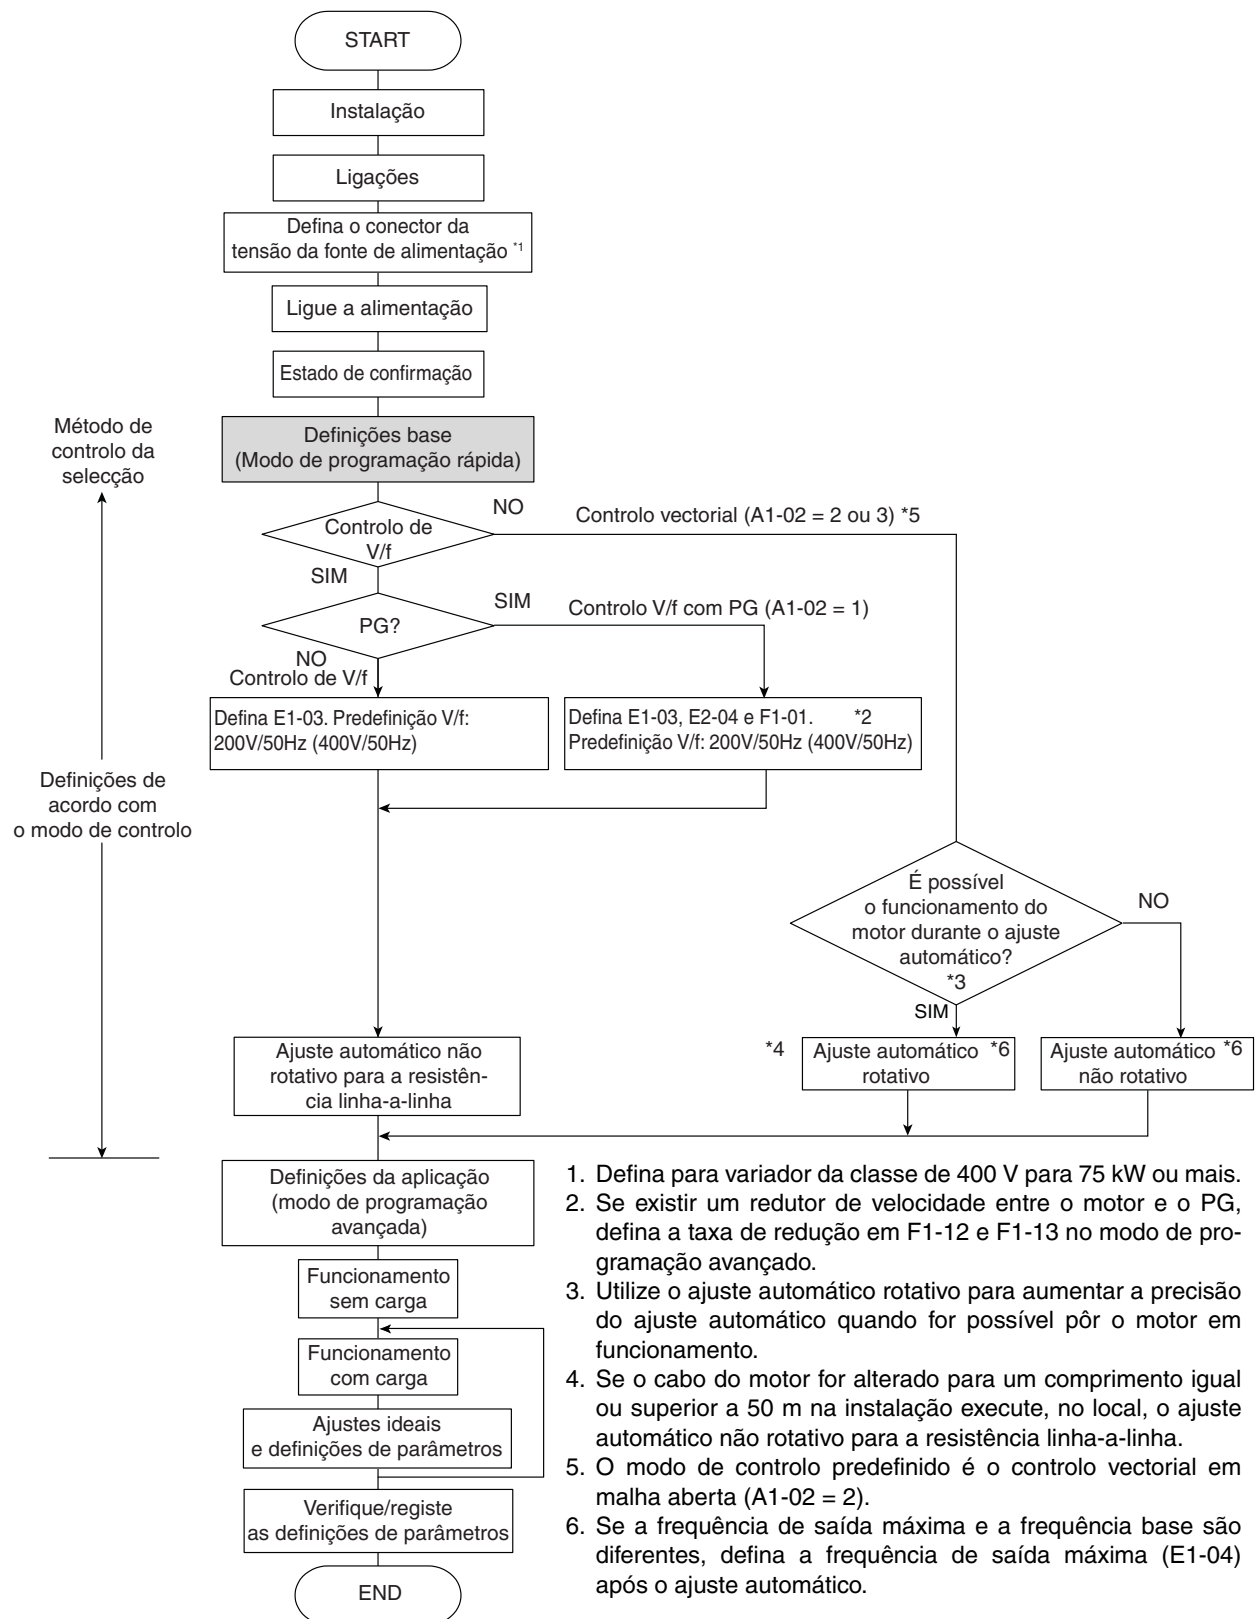 START
Instalação
Ligações
Defina o conector da
tensão da fonte de alimentação *1
Ligue a alimentação
Estado de confirmação
Método de
controlo da
selecção
Definições base
(Modo de programação rápida)
NO
Controlo vectorial (A1-02 = 2 ou 3) *5
Controlo de
V/f
SIM
SIM
Controlo V/f com PG (A1-02 = 1)
PG?
NO
Controlo de V/f
Defina E1-03. Predefinição V/f:
200V/50Hz (400V/50Hz)
Defina E1-03, E2-04 e F1-01. *2
Predefinição V/f: 200V/50Hz (400V/50Hz)
Definições de
acordo com
o modo de controlo
É possível
o funcionamento do
motor durante o ajuste
automático?
*3
NO
SIM
Ajuste automático não
rotativo para a resistên-
cia linha-a-linha
*4
Ajuste automático *6
rotativo
Ajuste automático *6
não rotativo
Definições da aplicação
(modo de programação
avançada)
Funcionamento
sem carga
Funcionamento
com carga
Ajustes ideais
e definições de parâmetros
Verifique/registe
as definições de parâmetros
END
1. Defina para variador da classe de 400 V para 75 kW ou mais.
2. Se existir um redutor de velocidade entre o motor e o PG,
defina a taxa de redução em F1-12 e F1-13 no modo de pro-
gramação avançado.
3. Utilize o ajuste automático rotativo para aumentar a precisão
do ajuste automático quando for possível pôr o motor em
funcionamento.
4. Se o cabo do motor for alterado para um comprimento igual
ou superior a 50 m na instalação execute, no local, o ajuste
automático não rotativo para a resistência linha-a-linha.
5. O modo de controlo predefinido é o controlo vectorial em
malha aberta (A1-02 = 2).
6. Se a frequência de saída máxima e a frequência base são
diferentes, defina a frequência de saída máxima (E1-04)
após o ajuste automático.